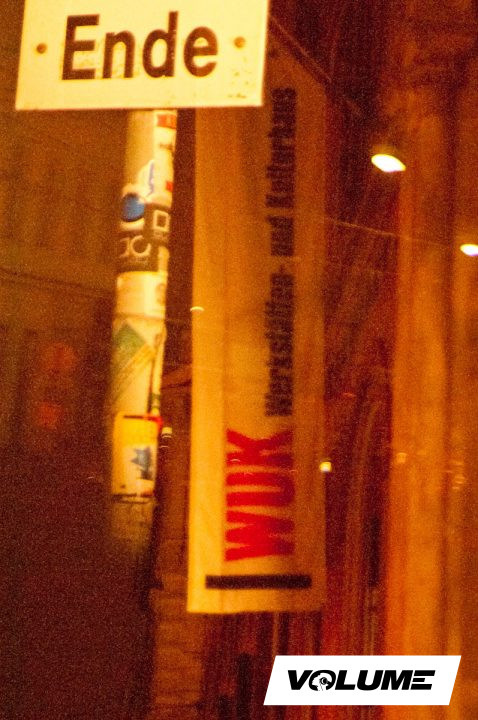 Ende
WUK
Werkstätten- und Kulturhaus
VOLUME